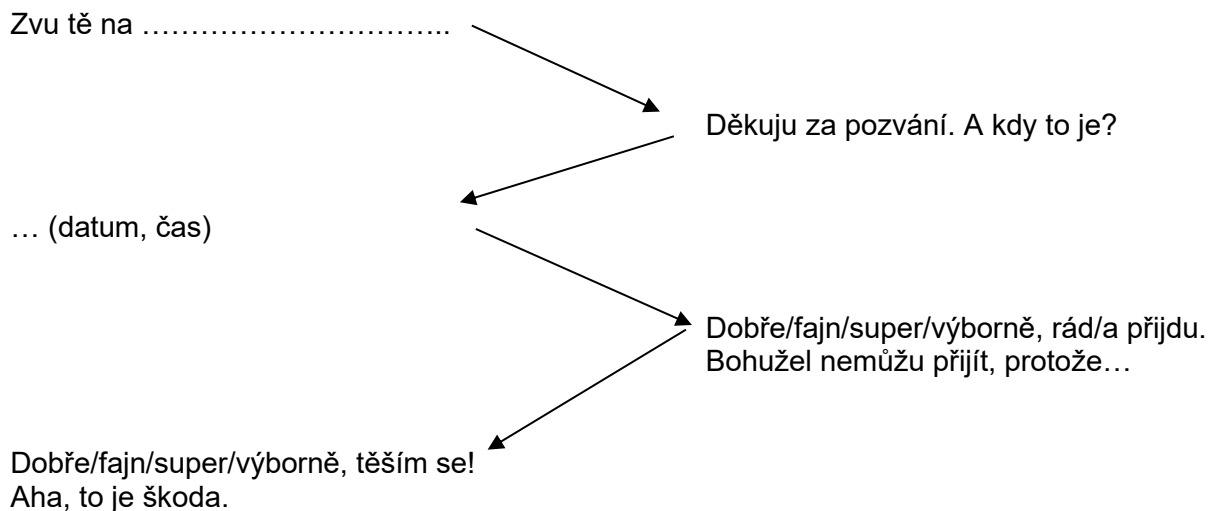 Zvu tě na …………………………..
Děkuju za pozvání. A kdy to je?
… (datum, čas)
Dobře/fajn/super/výborně, rád/a přijdu.
Bohužel nemůžu přijít, protože…
Dobře/fajn/super/výborně, těším se!
Aha, to je škoda.